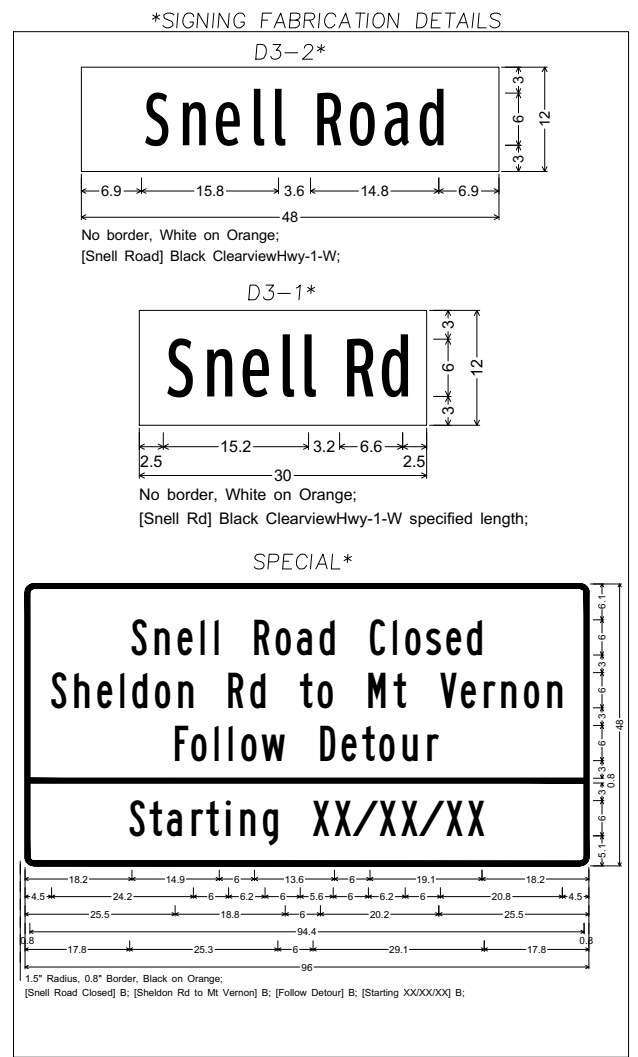 *SIGNING FABRICATION DETAILS
D3-2*
Snell Road
3
6
3
12
6.9 15.8 3.6 14.8 6.9
48
No border, White on Orange;
[Snell Road] Black ClearviewHwy-1-W;
D3-1*
Snell Rd
3
6
3
12
2.5 15.2 3.2 6.6 2.5
30
No border, White on Orange;
[Snell Rd] Black ClearviewHwy-1-W specified length;
SPECIAL*
Snell Road Closed
Sheldon Rd to Mt Vernon
Follow Detour
Starting XX/XX/XX
6.1
6
3
6
3
6
3
0.8
3
6
5.1
48
18.2 14.9 6 13.6 6 19.1 18.2
4.5 24.2 6 6.2 6 5.6 6 6.2 6 20.8 4.5
25.5 18.8 6 20.2 25.5
0.8 94.4 0.8
17.8 25.3 6 29.1 17.8
96
1.5" Radius, 0.8" Border, Black on Orange;
[Snell Road Closed] B; [Sheldon Rd to Mt Vernon] B; [Follow Detour] B; [Starting XX/XX/XX] B;